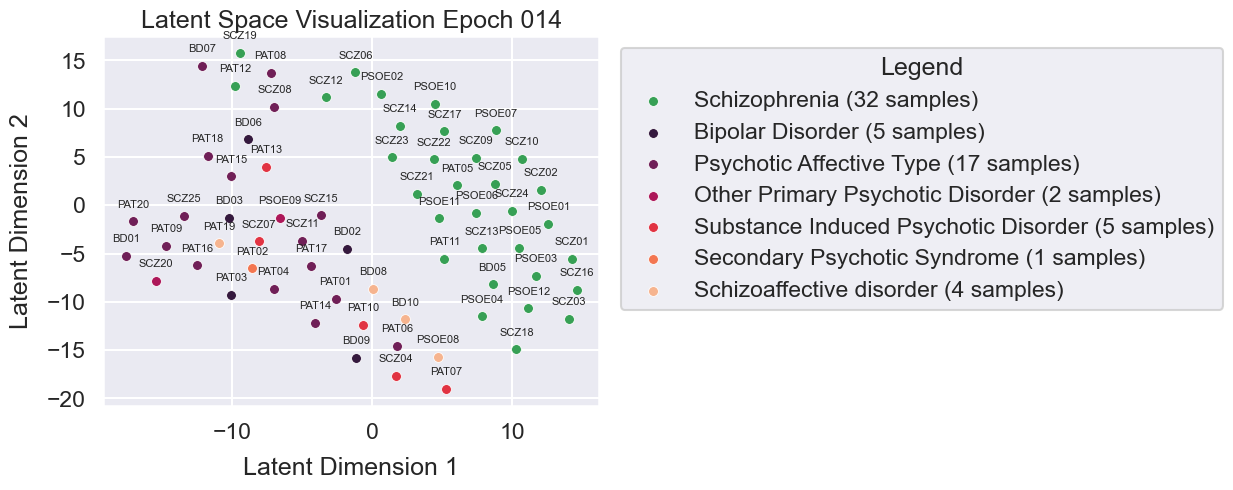 Latent Space Visualization Epoch 014
SCZ19
BD07
PAT08
SCZ06
PAT12
PSOE02
SCZ08
SCZ12
PSOE10
SCZ14
SCZ17
PSOE07
BD06
PAT18
PAT13
SCZ23
SCZ22
SCZ09
SCZ10
PAT15
PAT05
SCZ05
SCZ21
SCZ02
SCZ25
BD03
PSOE09
SCZ15
PSOE11
PSOE06
SCZ24
PAT20
PSOE01
PAT09
PAT19
SCZ07
SCZ11
BD02
SCZ13
PSOE05
BD01
PAT16
PAT02
PAT17
PAT11
SCZ01
SCZ20
PAT03
PAT04
PAT01
BD08
BD05
PSOE03
SCZ16
PAT14
PAT10
BD10
PSOE04
PSOE12
SCZ03
BD09
PAT06
PSOE08
SCZ18
SCZ04
PAT07
15
10
5
0
−5
−10
−15
−20
−10
0
10
Latent Dimension 1
Latent Dimension 2
Legend
Schizophrenia (32 samples)
Bipolar Disorder (5 samples)
Psychotic Affective Type (17 samples)
Other Primary Psychotic Disorder (2 samples)
Substance Induced Psychotic Disorder (5 samples)
Secondary Psychotic Syndrome (1 samples)
Schizoaffective disorder (4 samples)